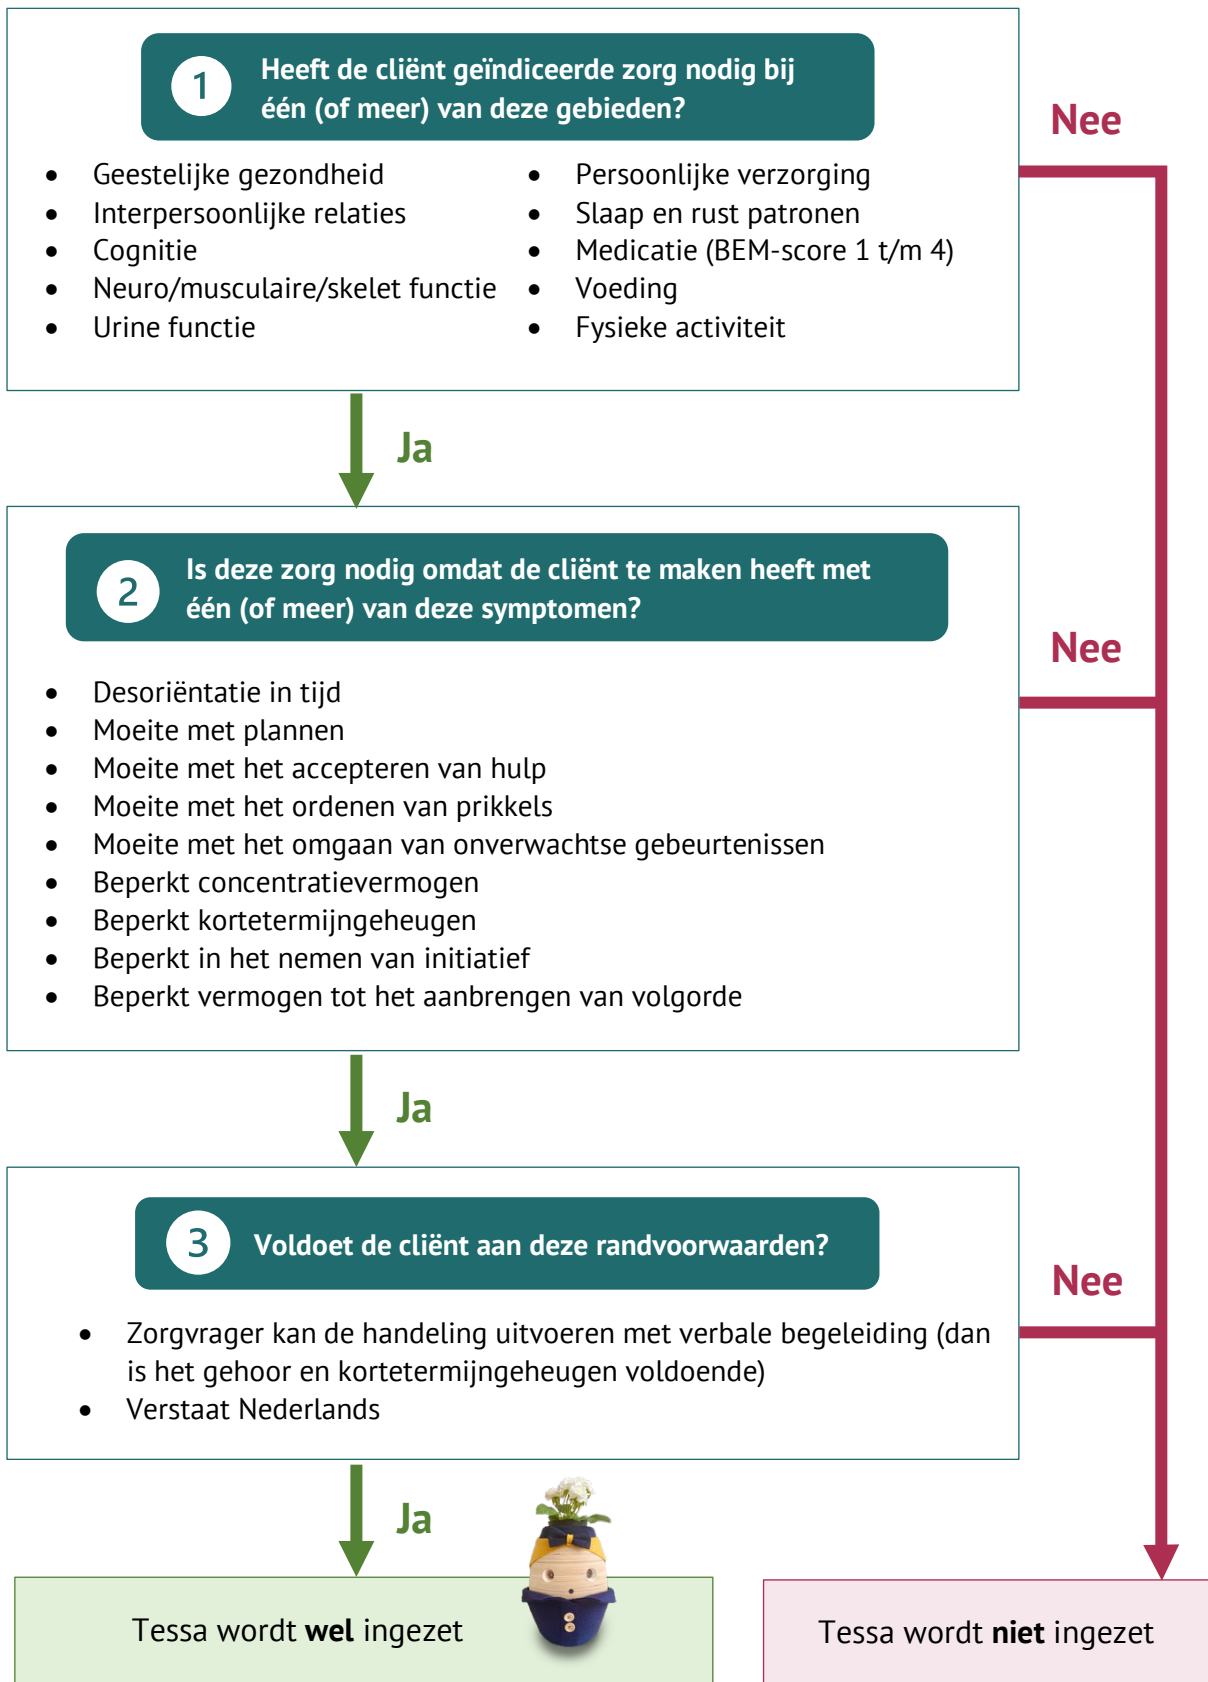 1
Heeft de cliënt geïndiceerde zorg nodig bij
één (of meer) van deze gebieden?
• Geestelijke gezondheid
• Interpersoonlijke relaties
• Cognitie
• Neuro/musculaire/skelet functie
• Urine functie
• Persoonlijke verzorging
• Slaap en rust patronen
• Medicatie (BEM-score 1 t/m 4)
• Voeding
• Fysieke activiteit
Nee
Ja
2
Is deze zorg nodig omdat de cliënt te maken heeft met
één (of meer) van deze symptomen?
• Desoriëntatie in tijd
• Moeite met plannen
• Moeite met het accepteren van hulp
• Moeite met het ordenen van prikkels
• Moeite met het omgaan van onverwachtse gebeurtenissen
• Beperkt concentratievermogen
• Beperkt kortetermijngeheugen
• Beperkt in het nemen van initiatief
• Beperkt vermogen tot het aanbrengen van volgorde
Nee
Ja
3
Voldoet de cliënt aan deze randvoorwaarden?
• Zorgvrager kan de handeling uitvoeren met verbale begeleiding (dan
is het gehoor en kortetermijngeheugen voldoende)
• Verstaat Nederlands
Nee
Ja
Tessa wordt wel ingezet
Tessa wordt niet ingezet